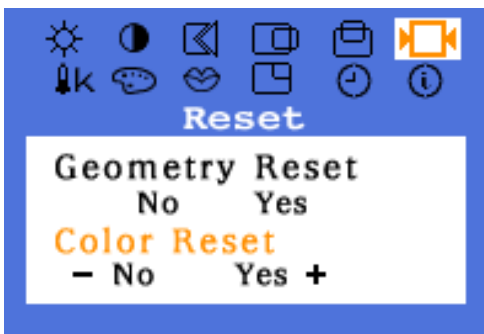 k
Reset
Geometry Reset
No Yes
Color Reset
– No Yes +